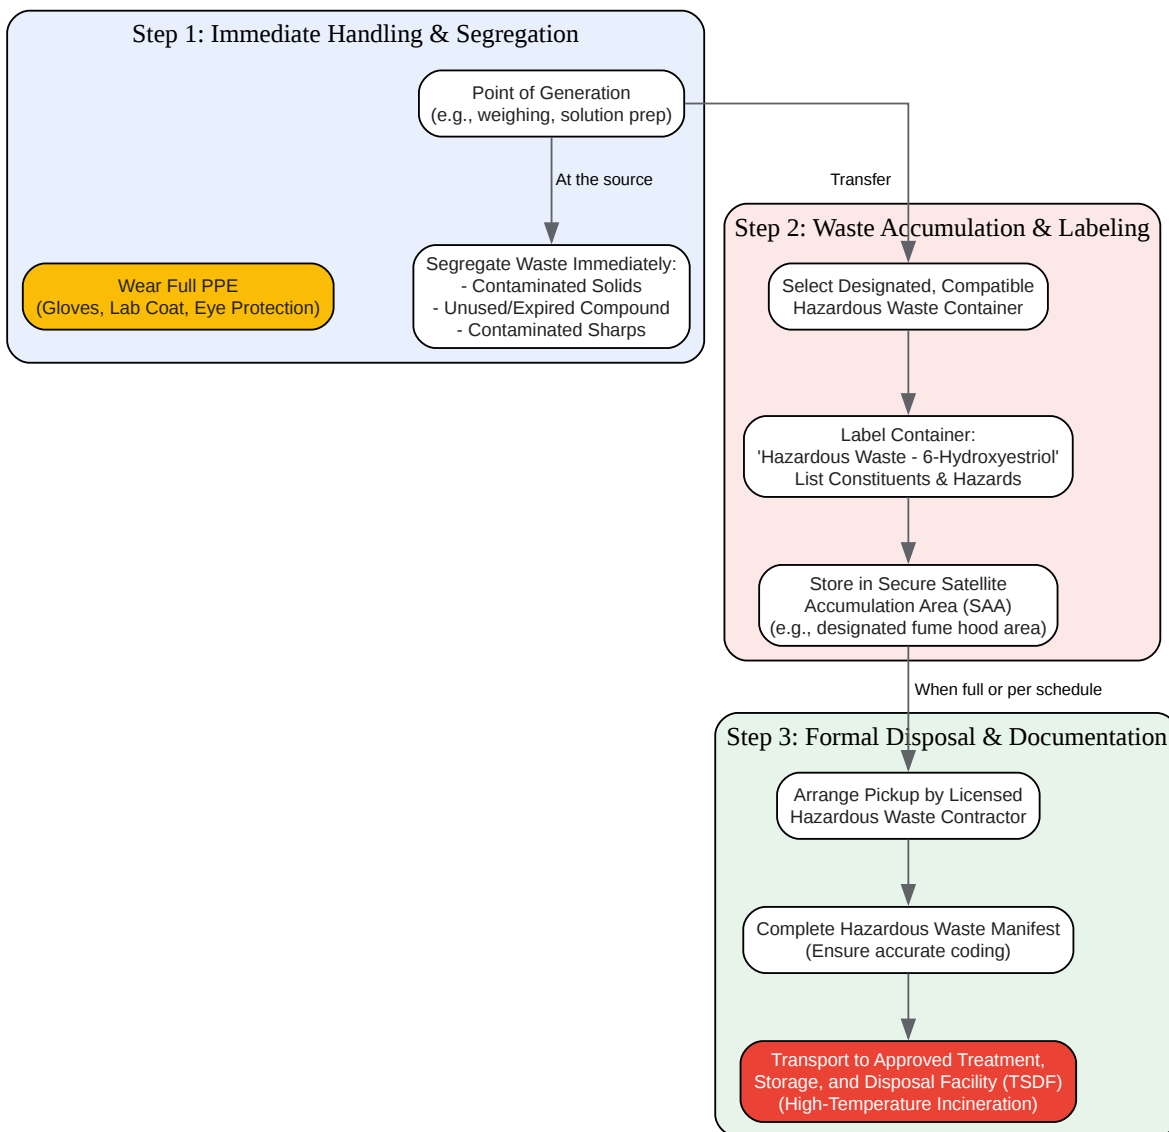 Step 1: Immediate Handling & Segregation
Point of Generation
(e.g., weighing, solution prep)
At the source
Transfer
Wear Full PPE
(Gloves, Lab Coat, Eye Protection)
Segregate Waste Immediately:
- Contaminated Solids
- Unused/Expired Compound
- Contaminated Sharps
Step 2: Waste Accumulation & Labeling
Select Designated, Compatible
Hazardous Waste Container
Label Container:
'Hazardous Waste - 6-Hydroxyestriol'
List Constituents & Hazards
Store in Secure Satellite
Accumulation Area (SAA)
(e.g., designated fume hood area)
When full or per schedule
Step 3: Formal Disposal & Documentation
Arrange Pickup by Licensed
Hazardous Waste Contractor
Complete Hazardous Waste Manifest
(Ensure accurate coding)
Transport to Approved Treatment,
Storage, and Disposal Facility (TSDF)
(High-Temperature Incineration)